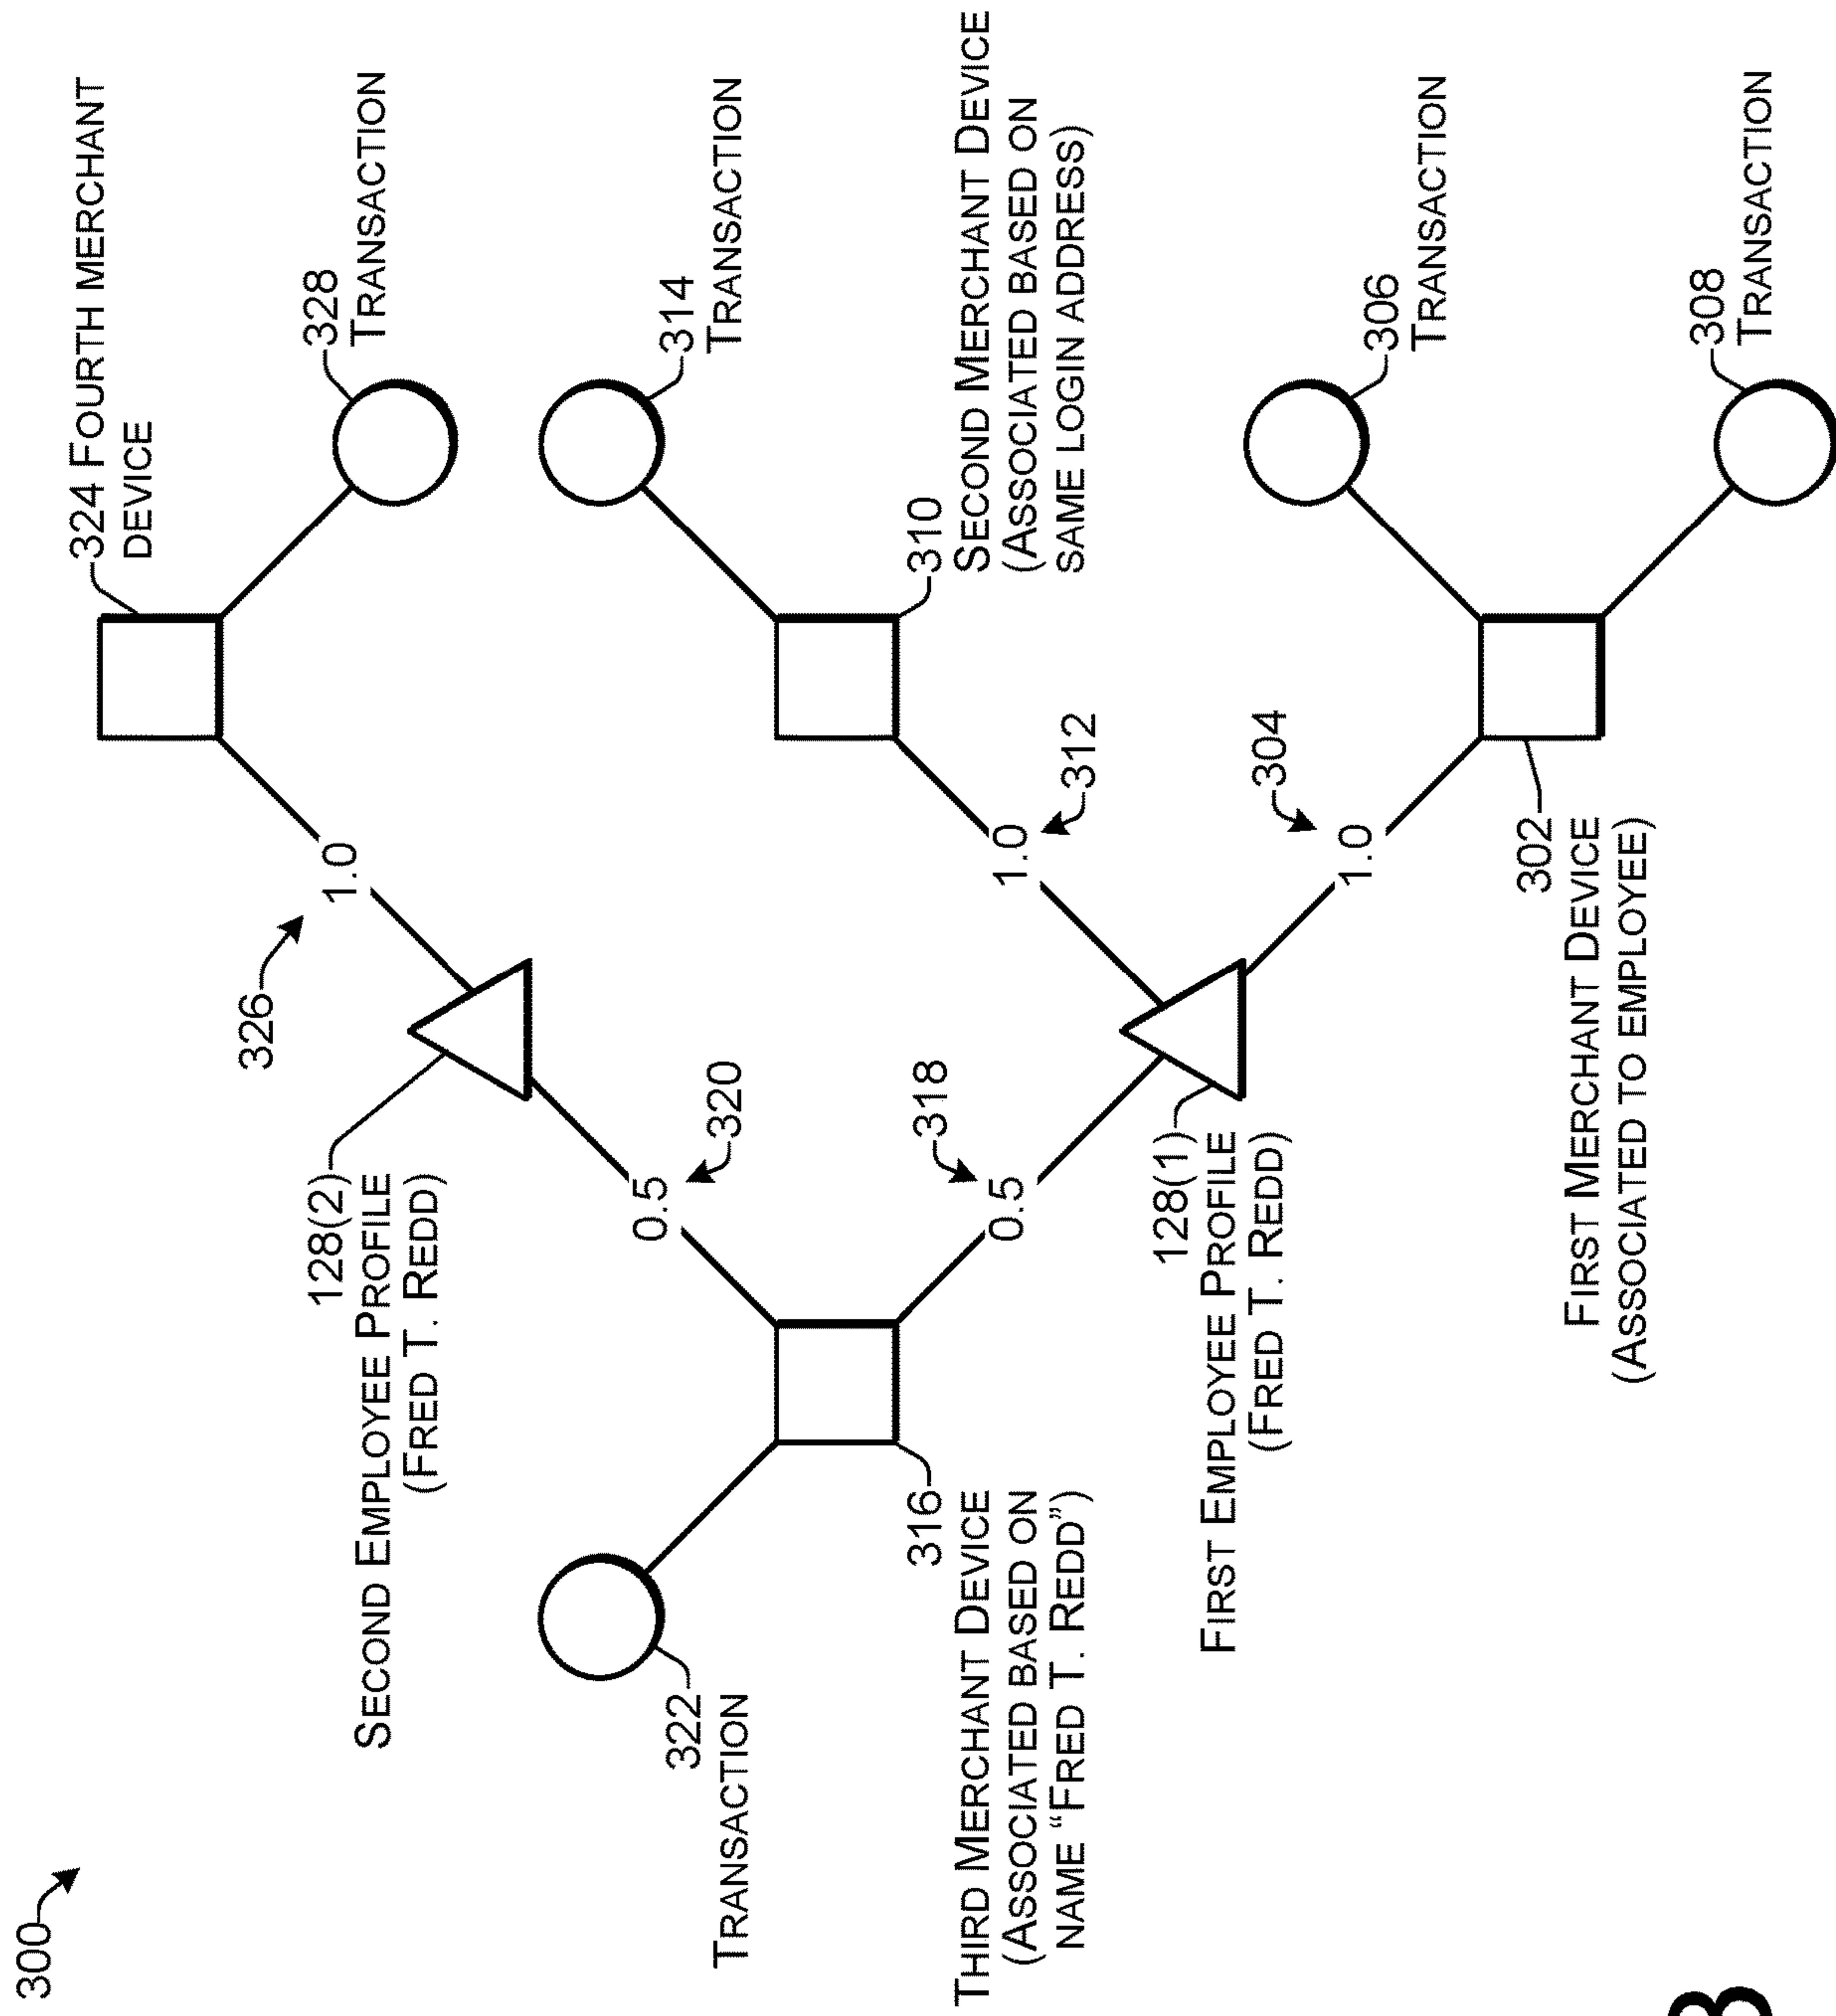 300
324 FOURTH MERCHANT
DEVICE
326
1.0
128(2)
SECOND EMPLOYEE PROFILE
(FRED T. REDD)
328
TRANSACTION
322
TRANSACTION
0.5
320
314
TRANSACTION
316
THIRD MERCHANT DEVICE
(ASSOCIATED BASED ON
NAME “FRED T. REDD”)
318
0.5
310
SECOND MERCHANT DEVICE
(ASSOCIATED BASED ON
SAME LOGIN ADDRESS)
1.0
312
128(1)
FIRST EMPLOYEE PROFILE
(FRED T. REDD)
304
1.0
306
TRANSACTION
302
FIRST MERCHANT DEVICE
(ASSOCIATED TO EMPLOYEE)
308
TRANSACTION
3